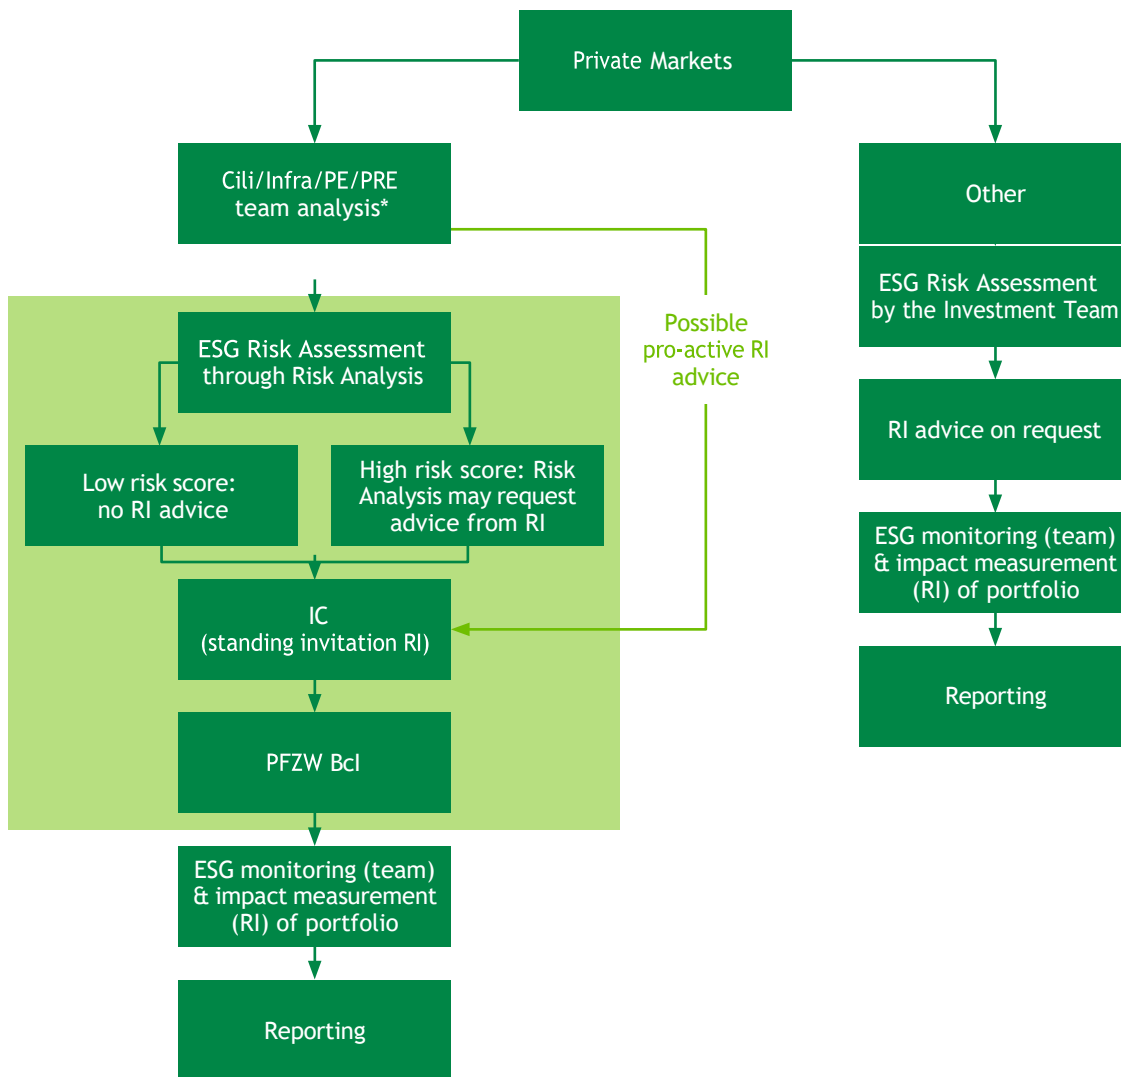 Private Markets
Cili/Infra/PE/PRE
team analysis*
Other
ESG Risk Assessment
by the Investment Team
Possible
pro-active RI
advice
ESG Risk Assessment
through Risk Analysis
RI advice on request
Low risk score:
no RI advice
High risk score: Risk
Analysis may request
advice from RI
ESG monitoring (team)
& impact measurement
(RI) of portfolio
IC
(standing invitation RI)
Reporting
PFZW BcI
ESG monitoring (team)
& impact measurement
(RI) of portfolio
Reporting